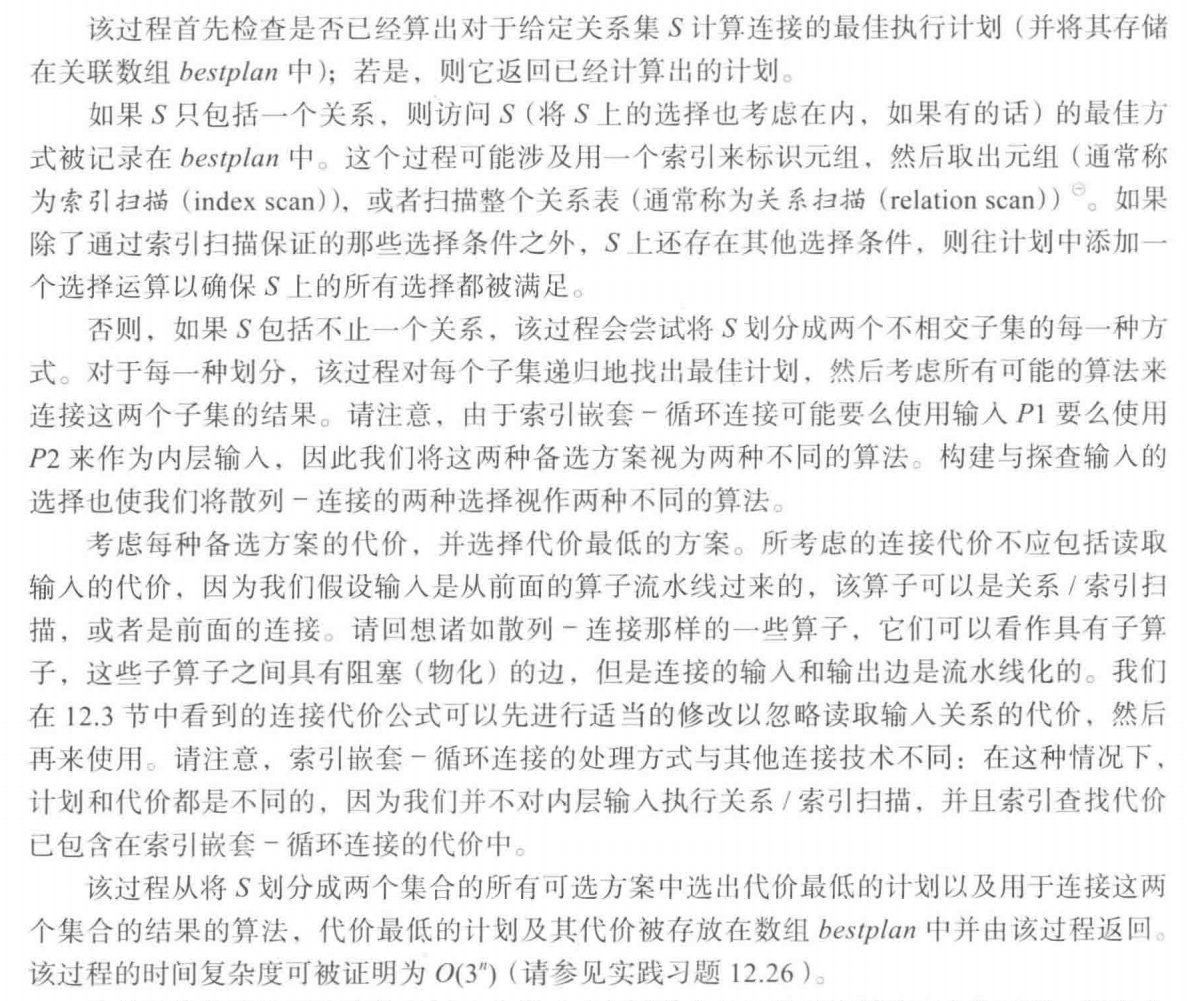 该过程首先检查是否已经算出对于给定关系集 S 计算连接的最佳执行计划（并将其存储
在关联数组 bestplan 中）；若是，则它返回已经计算出的计划。
如果 S 只包括一个关系，则访问 S（将 S 上的选择也考虑在内，如果有的话）的最佳方
式被记录在 bestplan 中。这个过程可能涉及用一个索引来标识元组，然后取出元组（通常称
为索引扫描（index scan)），或者扫描整个关系表（通常称为关系扫描（relation scan)）㊀。如果
除了通过索引扫描保证的那些选择条件之外，S 上还存在其他选择条件，则往计划中添加一
个选择运算以确保 S 上的所有选择都被满足。
否则，如果 S 包括不止一个关系，该过程会尝试将 S 划分成两个不相交子集的每一种方
式。对于每一种划分，该过程对每个子集递归地找出最佳计划，然后考虑所有可能的算法来
连接这两个子集的结果。请注意，由于索引嵌套－循环连接可能要么使用输入 P1 要么使用
P2 来作为内层输入，因此我们将这两种备选方案视为两种不同的算法。构建与探查输入的
选择也使我们将散列－连接的两种选择视作两种不同的算法。
考虑每种备选方案的代价，并选择代价最低的方案。所考虑的连接代价不应包括读取
输入的代价，因为我们假设输入是从前面的算子流水线过来的，该算子可以是关系 / 索引扫
描，或者是前面的连接。请回想诸如散列－连接那样的一些算子，它们可以看作具有子算
子，这些子算子之间具有阻塞（物化）的边，但是连接的输入和输出边是流水线化的。我们
在 12.3 节中看到的连接代价公式可以先进行适当的修改以忽略读取输入关系的代价，然后
再来使用。请注意，索引嵌套－循环连接的处理方式与其他连接技术不同：在这种情况下，
计划和代价都是不同的，因为我们并不对内层输入执行关系 / 索引扫描，并且索引查找代价
已包含在索引嵌套－循环连接的代价中。
该过程从将 S 划分成两个集合的所有可选方案中选出代价最低的计划以及用于连接这两
个集合的结果的算法，代价最低的计划及其代价被存放在数组 bestplan 中并由该过程返回。
该过程的时间复杂度可被证明为 O(3ⁿ)（请参见实践习题 12.26）。